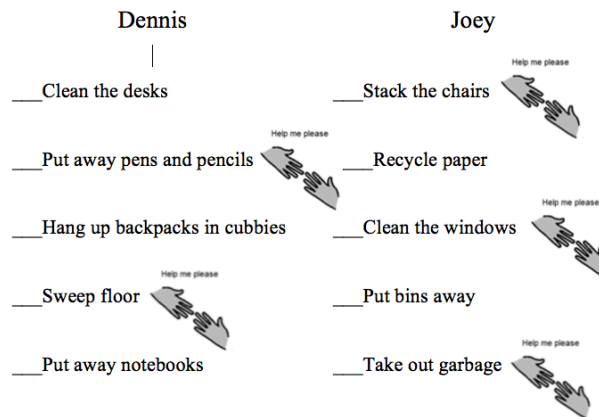 Dennis
___Clean the desks
___Put away pens and pencils Help me please
___Hang up backpacks in cubbies
___Sweep floor Help me please
___Put away notebooks
Joey
___Stack the chairs Help me please
___Recycle paper
___Clean the windows Help me please
___Put bins away
___Take out garbage Help me please